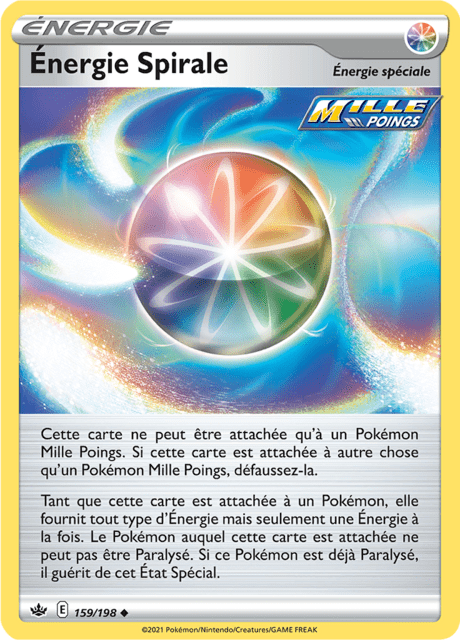 ÉNERGIE
Énergie Spirale
Énergie spéciale
MILLE
POINGS
Cette carte ne peut être attachée qu'à un Pokémon
Mille Poings. Si cette carte est attachée à autre chose
qu'un Pokémon Mille Poings, défaussez-la.
Tant que cette carte est attachée à un Pokémon, elle
fournit tout type d'Énergie mais seulement une Énergie à
la fois. Le Pokémon auquel cette carte est attachée ne
peut pas être Paralysé. Si ce Pokémon est déjà Paralysé,
il guérit de cet État Spécial.
E 159/198
©2021 Pokémon/Nintendo/Creatures/GAME FREAK